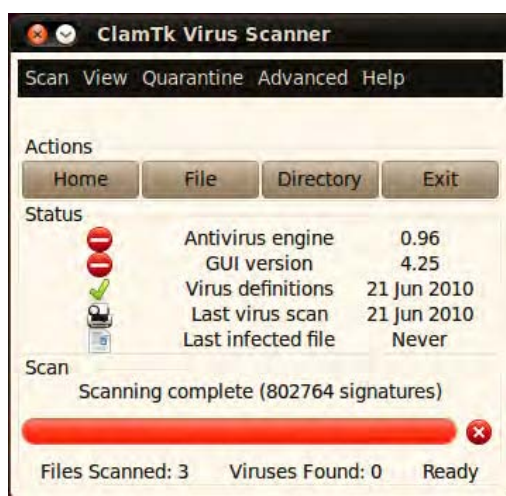 ClamTk Virus Scanner
Scan View Quarantine Advanced Help
Actions
Home File Directory Exit
Status
Antivirus engine 0.96
GUI version 4.25
Virus definitions 21 Jun 2010
Last virus scan 21 Jun 2010
Last infected file Never
Scan
Scanning complete (802764 signatures)
Files Scanned: 3 Viruses Found: 0 Ready